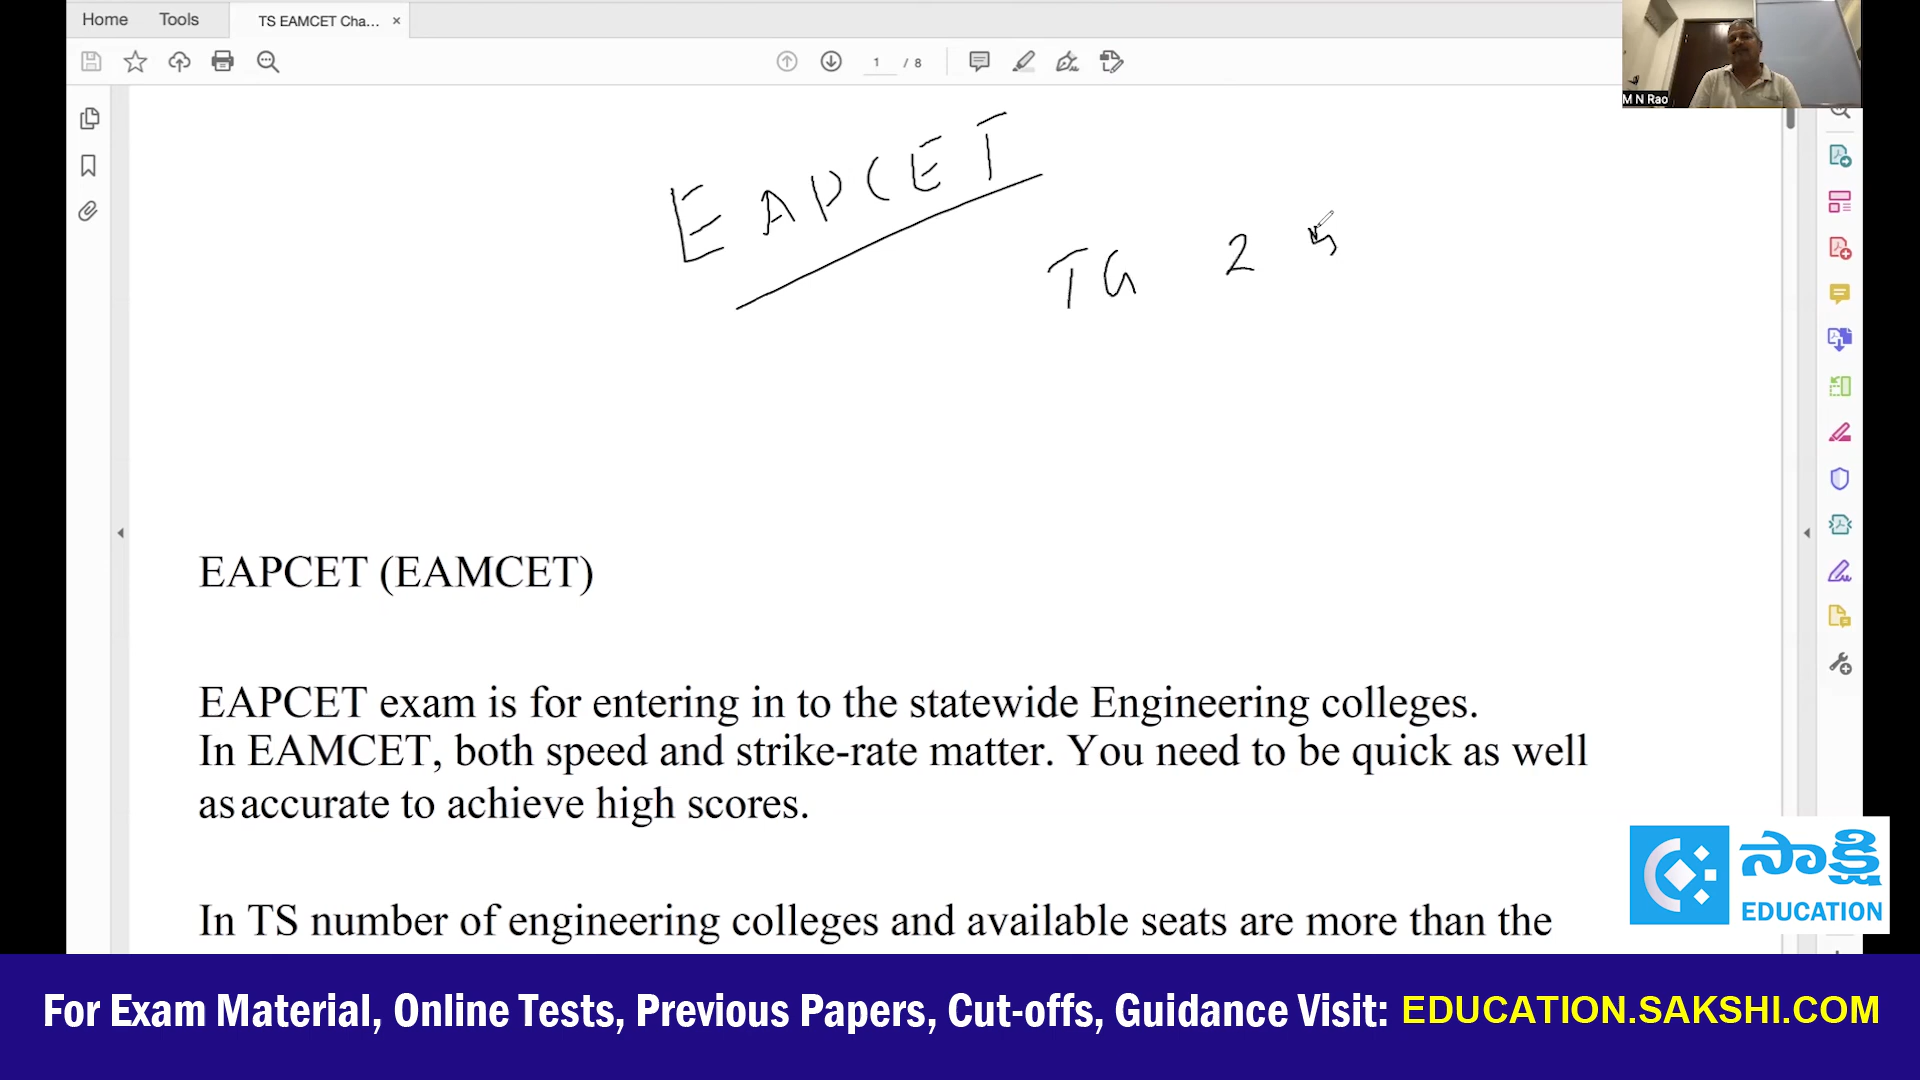 Home Tools TS EAMCET Cha... ×
1 / 8
M N Rao
EAPCET
TG 2 5
EAPCET (EAMCET)
EAPCET exam is for entering in to the statewide Engineering colleges.
In EAMCET, both speed and strike-rate matter. You need to be quick as well
as accurate to achieve high scores.
In TS number of engineering colleges and available seats are more than the
సాక్షి
EDUCATION
For Exam Material, Online Tests, Previous Papers, Cut-offs, Guidance Visit: EDUCATION.SAKSHI.COM